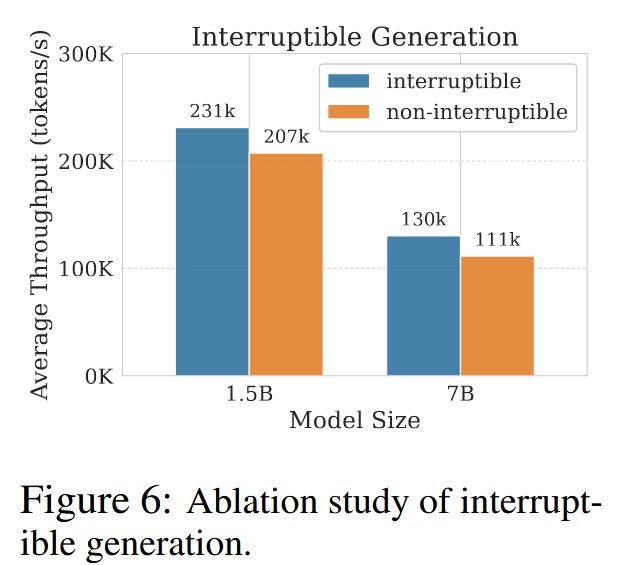 Interruptible Generation
Average Throughput (tokens/s)
300K
200K
100K
0K
interruptible
non-interruptible
231k
207k
130k
111k
1.5B
7B
Model Size
Figure 6: Ablation study of interrupt-
ible generation.